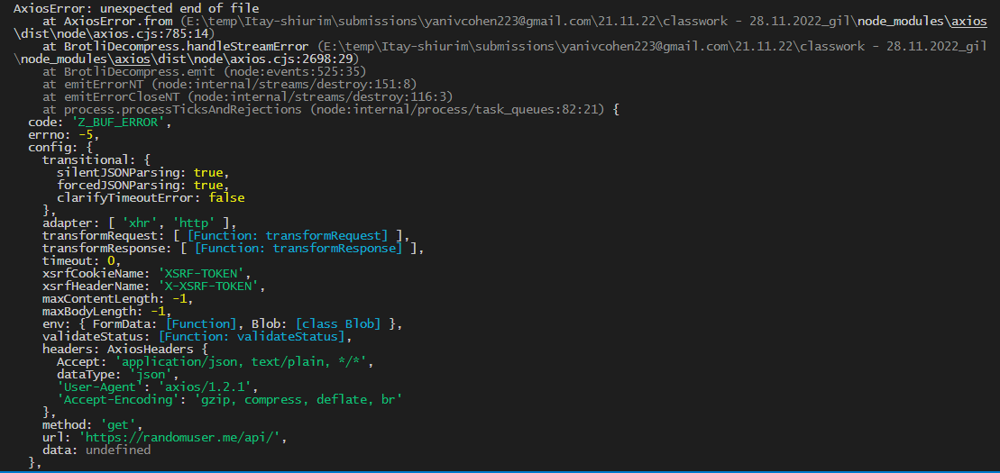 AxiosError: unexpected end of file
    at AxiosError.from (E:\temp\Itay-shiurim\submissions\yanivcohen223@gmail.com\21.11.22\classwork - 28.11.2022_gil\node_modules\axios
\dist\node\axios.cjs:785:14)
    at BrotliDecompress.handleStreamError (E:\temp\Itay-shiurim\submissions\yanivcohen223@gmail.com\21.11.22\classwork - 28.11.2022_gil
\node_modules\axios\dist\node\axios.cjs:2698:29)
    at BrotliDecompress.emit (node:events:525:35)
    at emitErrorNT (node:internal/streams/destroy:151:8)
    at emitErrorCloseNT (node:internal/streams/destroy:116:3)
    at process.processTicksAndRejections (node:internal/process/task_queues:82:21) {
  code: 'Z_BUF_ERROR',
  errno: -5,
  config: {
    transitional: {
      silentJSONParsing: true,
      forcedJSONParsing: true,
      clarifyTimeoutError: false
    },
    adapter: [ 'xhr', 'http' ],
    transformRequest: [ [Function: transformRequest] ],
    transformResponse: [ [Function: transformResponse] ],
    timeout: 0,
    xsrfCookieName: 'XSRF-TOKEN',
    xsrfHeaderName: 'X-XSRF-TOKEN',
    maxContentLength: -1,
    maxBodyLength: -1,
    env: { FormData: [Function], Blob: [class Blob] },
    validateStatus: [Function: validateStatus],
    headers: AxiosHeaders {
      Accept: 'application/json, text/plain, */*',
      dataType: 'json',
      'User-Agent': 'axios/1.2.1',
      'Accept-Encoding': 'gzip, compress, deflate, br'
    },
    method: 'get',
    url: 'https://randomuser.me/api/',
    data: undefined
  },